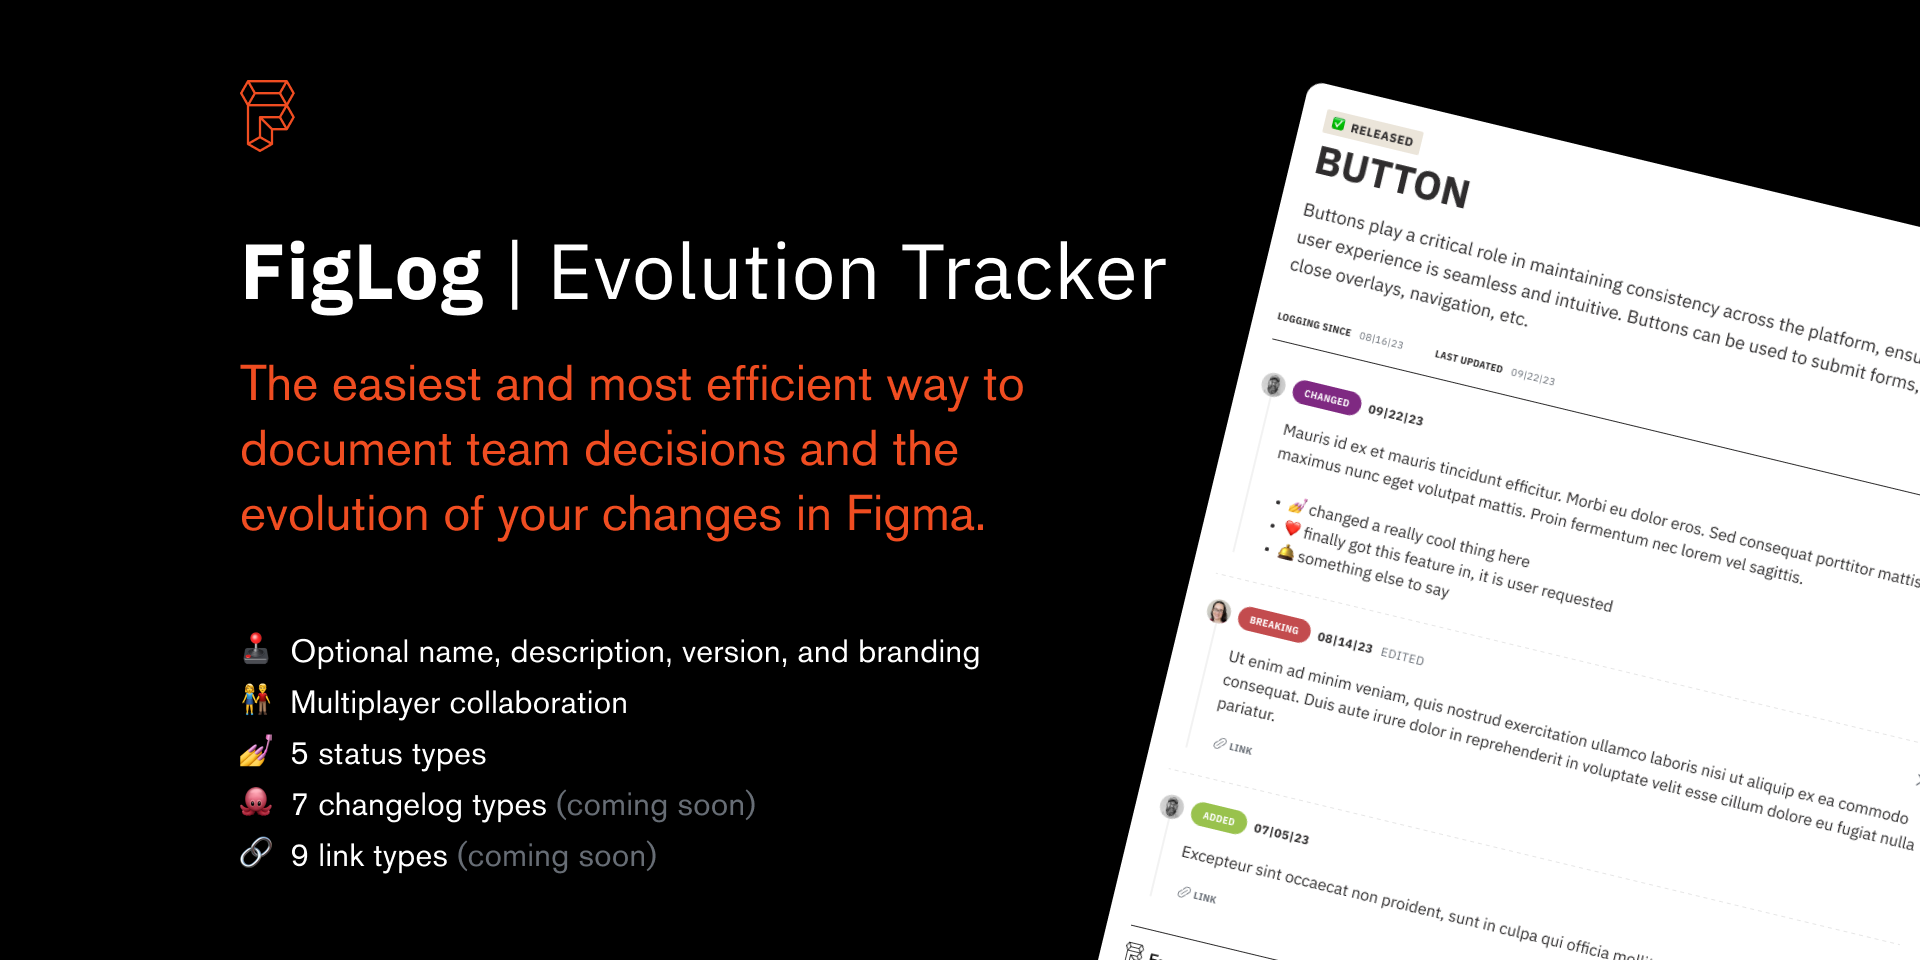 FigLog | Evolution Tracker
The easiest and most efficient way to
document team decisions and the
evolution of your changes in Figma.
Optional name, description, version, and branding
Multiplayer collaboration
5 status types
7 changelog types (coming soon)
9 link types (coming soon)
RELEASED
BUTTON
Buttons play a critical role in maintaining consistency across the platform, ensu
user experience is seamless and intuitive. Buttons can be used to submit forms,
close overlays, navigation, etc.
LOGGING SINCE 08|16|23 LAST UPDATED 09|22|23
CHANGED 09|22|23
Mauris id ex et mauris tincidunt efficitur. Morbi eu dolor eros. Sed consequat porttitor mattis
maximus nunc eget volutpat mattis. Proin fermentum nec lorem vel sagittis.
• 💅 changed a really cool thing here
• ❤️ finally got this feature in, it is user requested
• 🛎️ something else to say
BREAKING 08|14|23 EDITED
Ut enim ad minim veniam, quis nostrud exercitation ullamco laboris nisi ut aliquip ex ea commodo
consequat. Duis aute irure dolor in reprehenderit in voluptate velit esse cillum dolore eu fugiat nulla
pariatur.
LINK
ADDED 07|05|23
Excepteur sint occaecat non proident, sunt in culpa qui officia molli
LINK